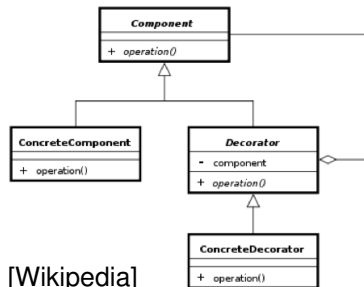 Component
+ operation()
ConcreteComponent
+ operation()
Decorator
- component
+ operation()
ConcreteDecorator
+ operation()
[Wikipedia]